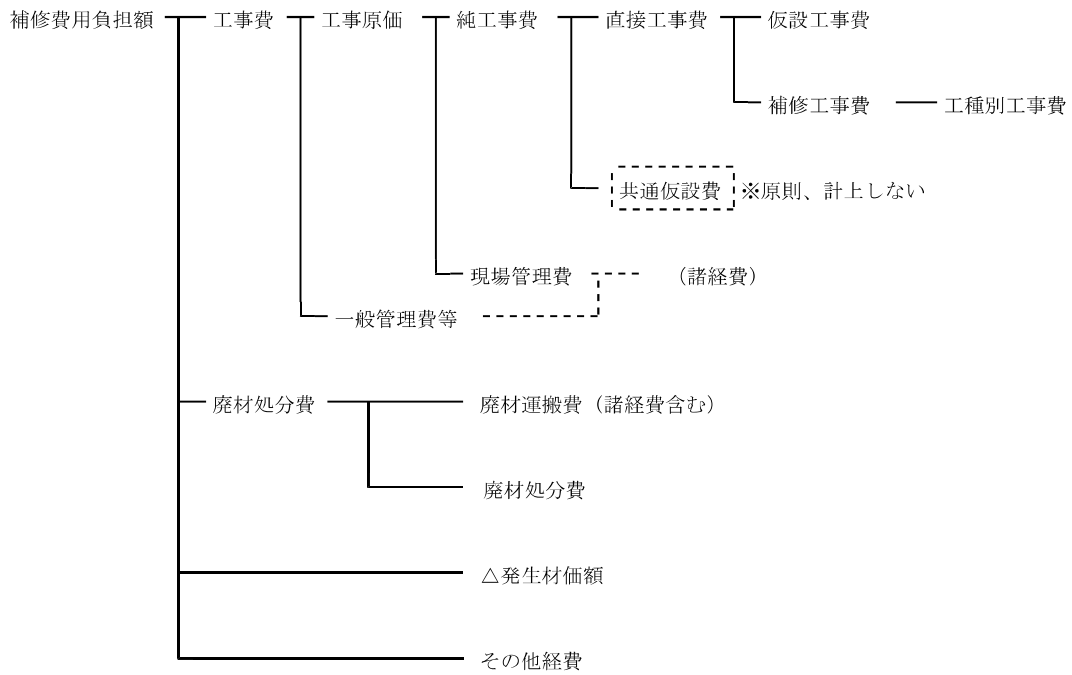 補修費用負担額 工事費 工事原価 純工事費 直接工事費 仮設工事費
補修工事費 工種別工事費
共通仮設費 ※原則、計上しない
現場管理費 （諸経費）
一般管理費等
廃材処分費 廃材運搬費（諸経費含む）
廃材処分費
△発生材価額
その他経費